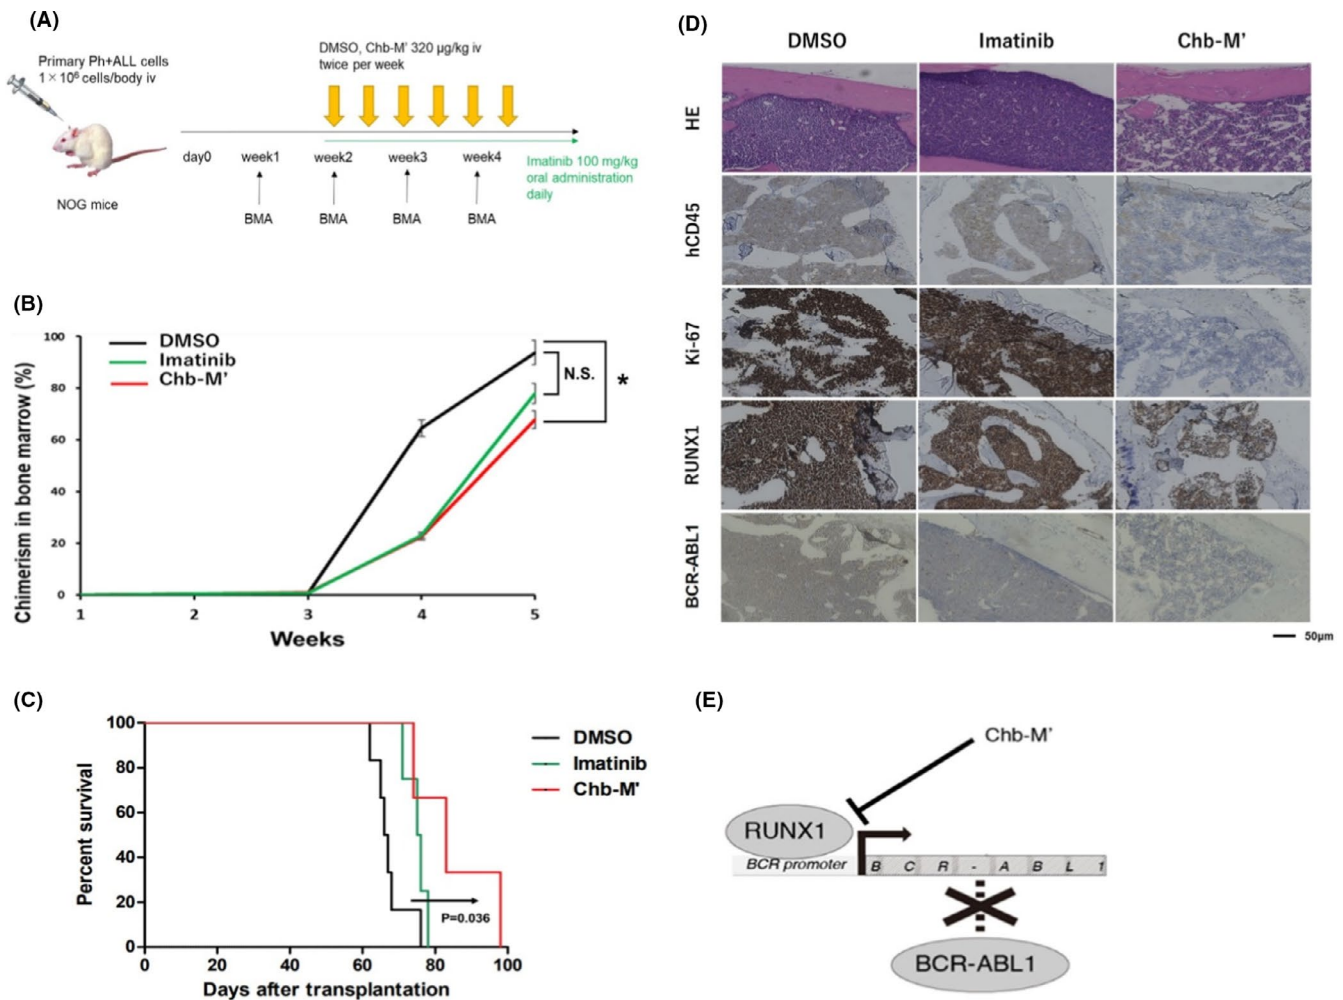 (A)
Primary Ph+ALL cells
1×10⁶ cells/body iv
NOG mice
DMSO, Chb-M' 320 μg/kg iv
twice per week
day0 week1 week2 week3 week4
BMA BMA BMA BMA
Imatinib 100 mg/kg
oral administration
daily
(B)
Chimerism in bone marrow (%)
100
80
60
40
20
0
1 2 3 4 5
Weeks
DMSO
Imatinib
Chb-M'
N.S.
*
(C)
Percent survival
100
80
60
40
20
0
0 20 40 60 80 100
Days after transplantation
DMSO
Imatinib
Chb-M'
P=0.036
(D)
DMSO Imatinib Chb-M'
HE
hCD45
Ki-67
RUNX1
BCR-ABL1
50μm
(E)
Chb-M'
RUNX1
BCR promoter B C R - A B L 1
BCR-ABL1